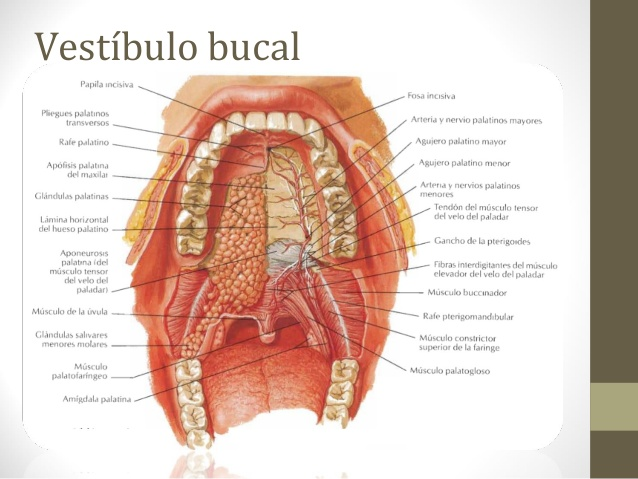 Vestíbulo bucal
Papila incisiva
Pliegues palatinos
transversos
Rafe palatino
Apófisis palatina
del maxilar
Glándulas palatinas
Lámina horizontal
del hueso palatino
Aponeurosis
palatina (del
músculo tensor
del velo del
paladar)
Músculo de la úvula
Glándulas salivares
menores molares
Músculo
palatofaríngeo
Amígdala palatina
Fosa incisiva
Arteria y nervio palatinos mayores
Agujero palatino mayor
Agujero palatino menor
Arteria y nervios palatinos
menores
Tendón del músculo tensor
del velo del paladar
Gancho de la pterigoides
Fibras interdigitantes del músculo
elevador del velo del paladar
Músculo buccinador
Rafe pterigomandibular
Músculo constrictor
superior de la faringe
Músculo palatogloso